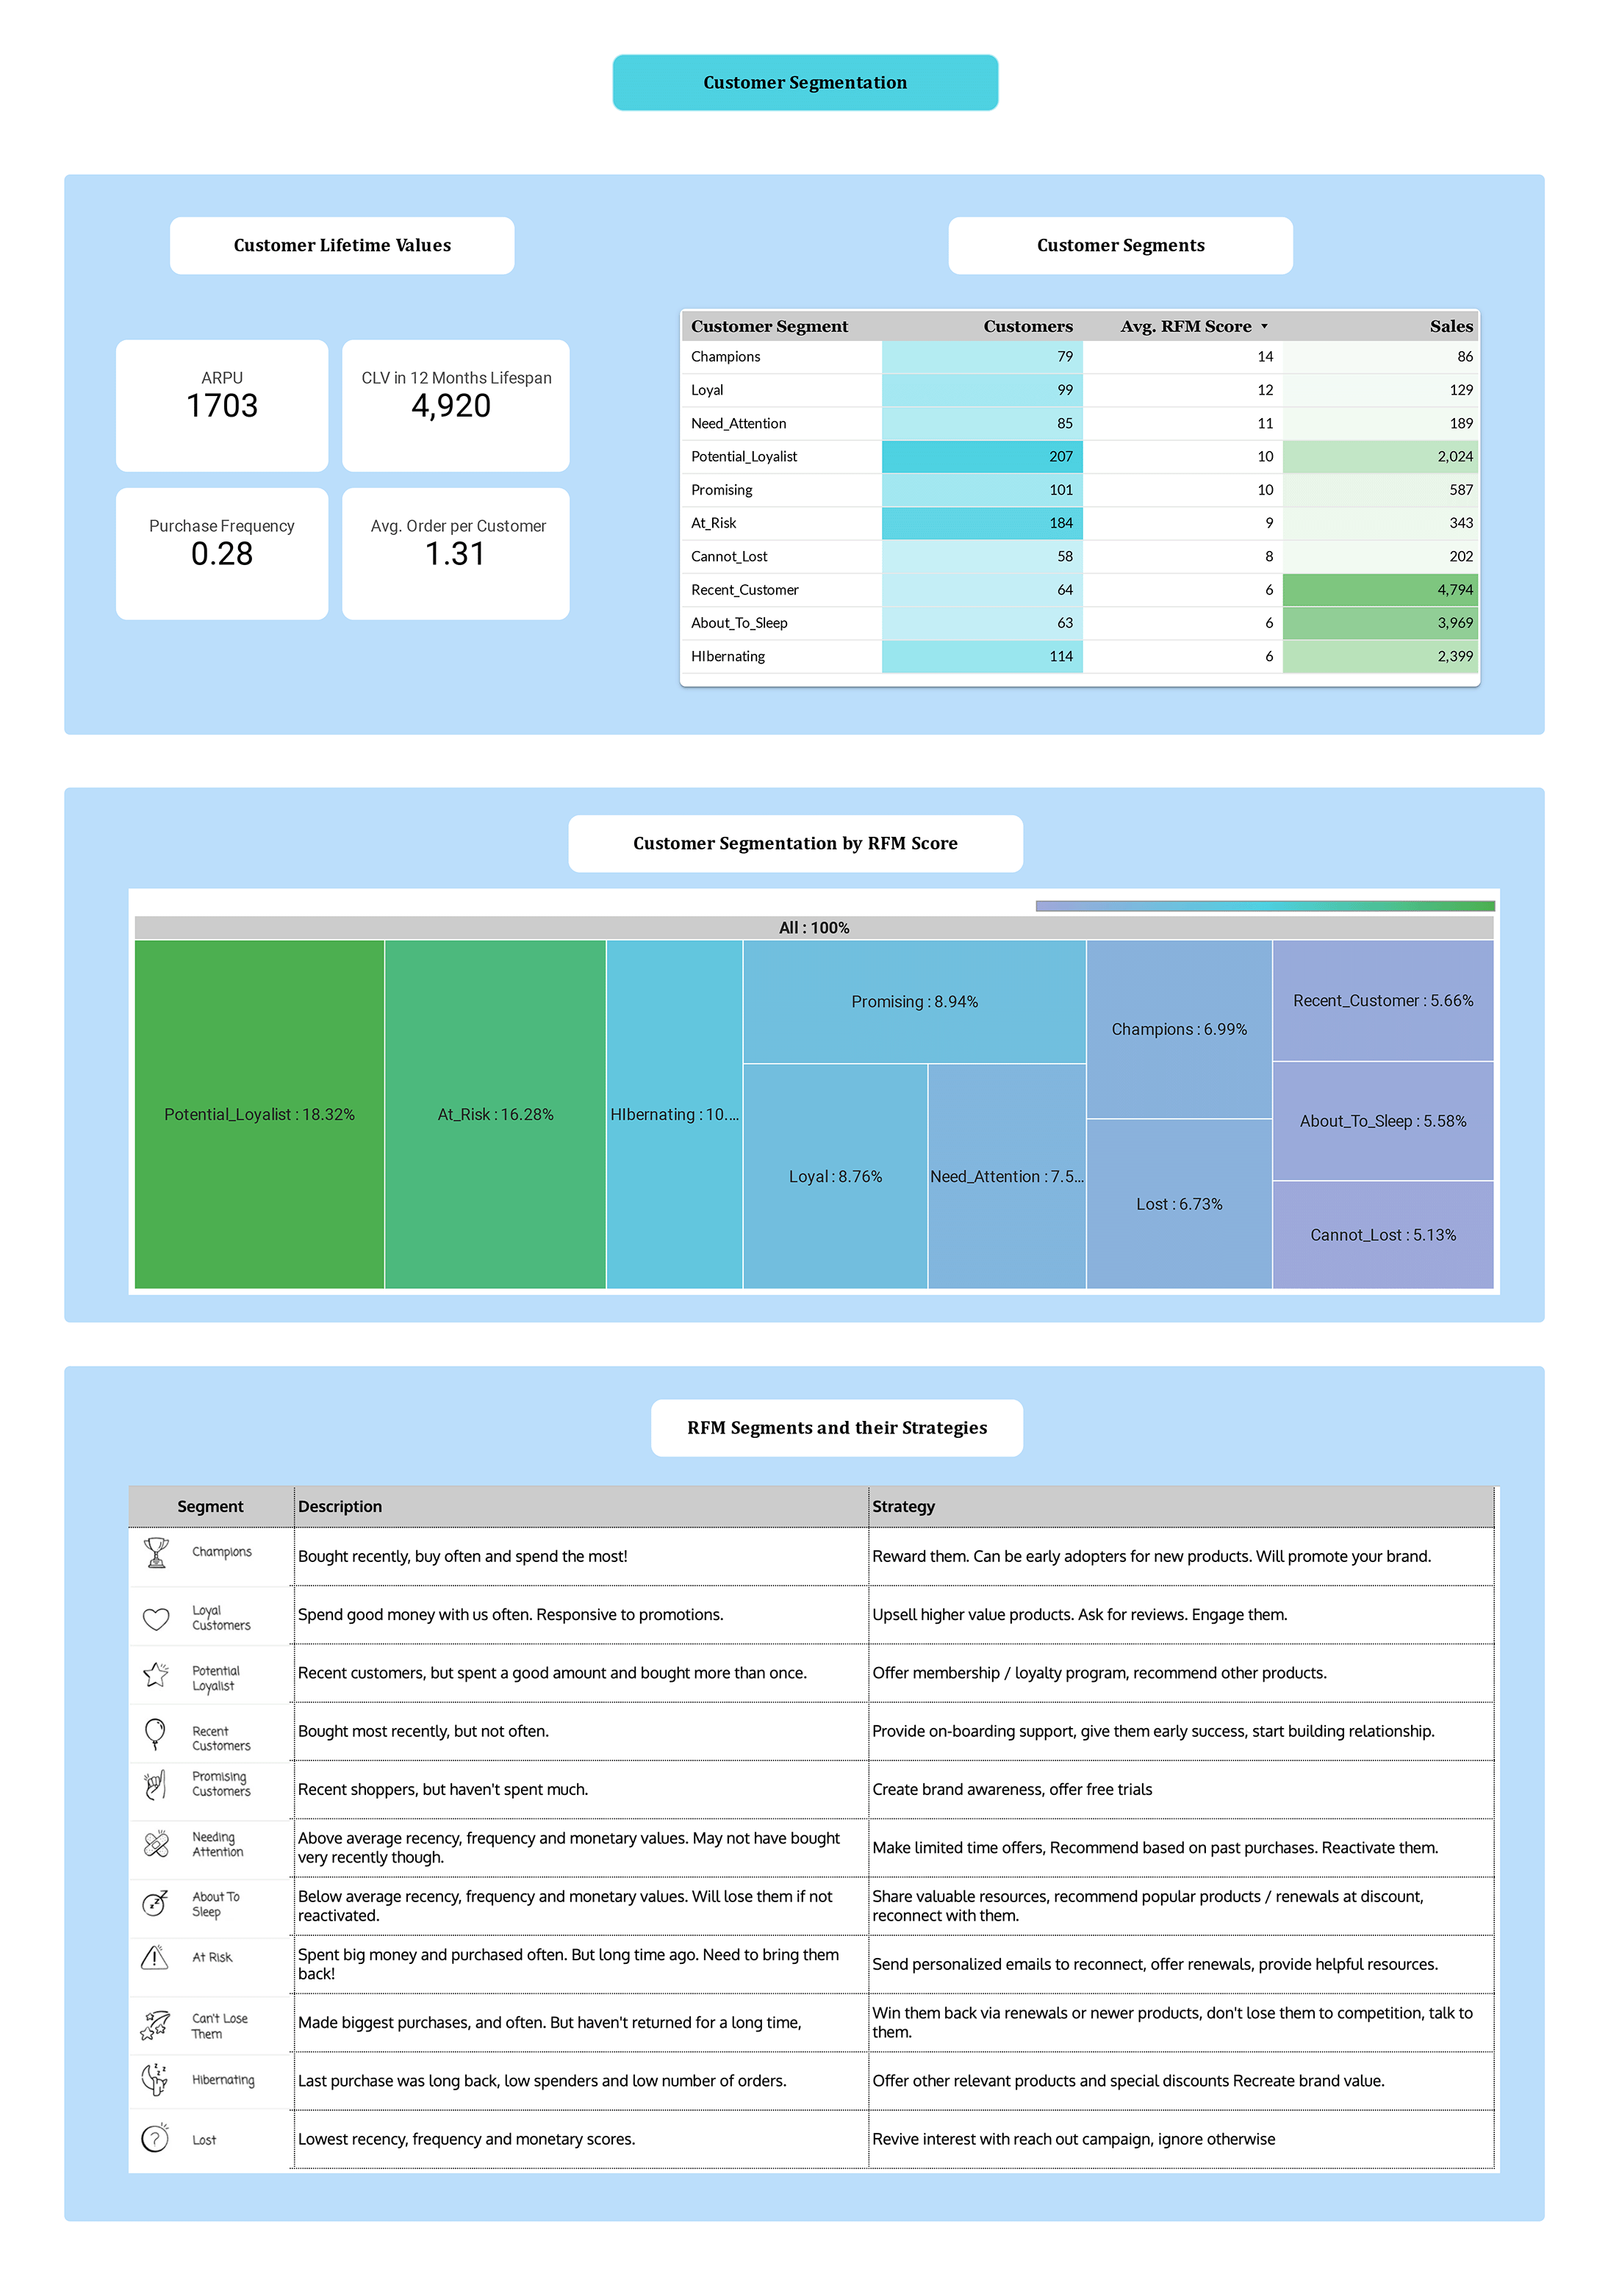 Customer Segmentation
Customer Lifetime Values
Customer Segments
ARPU
1703
CLV in 12 Months Lifespan
4,920
Purchase Frequency
0.28
Avg. Order per Customer
1.31
Customer Segment Customers Avg. RFM Score Sales
Champions 79 14 86
Loyal 99 12 129
Need_Attention 85 11 189
Potential_Loyalist 207 10 2,024
Promising 101 10 587
At_Risk 184 9 343
Cannot_Lost 58 8 202
Recent_Customer 64 6 4,794
About_To_Sleep 63 6 3,969
HIbernating 114 6 2,399
Customer Segmentation by RFM Score
All : 100%
Potential_Loyalist : 18.32%
At_Risk : 16.28%
HIbernating : 10....
Promising : 8.94%
Loyal : 8.76%
Need_Attention : 7.5...
Champions : 6.99%
Lost : 6.73%
Recent_Customer : 5.66%
About_To_Sleep : 5.58%
Cannot_Lost : 5.13%
RFM Segments and their Strategies
Segment Description Strategy
Champions
Bought recently, buy often and spend the most!
Reward them. Can be early adopters for new products. Will promote your brand.
Loyal
Customers
Spend good money with us often. Responsive to promotions.
Upsell higher value products. Ask for reviews. Engage them.
Potential
Loyalist
Recent customers, but spent a good amount and bought more than once.
Offer membership / loyalty program, recommend other products.
Recent
Customers
Bought most recently, but not often.
Provide on-boarding support, give them early success, start building relationship.
Promising
Customers
Recent shoppers, but haven't spent much.
Create brand awareness, offer free trials
Needing
Attention
Above average recency, frequency and monetary values. May not have bought
very recently though.
Make limited time offers, Recommend based on past purchases. Reactivate them.
About To
Sleep
Below average recency, frequency and monetary values. Will lose them if not
reactivated.
Share valuable resources, recommend popular products / renewals at discount,
reconnect with them.
At Risk
Spent big money and purchased often. But long time ago. Need to bring them
back!
Send personalized emails to reconnect, offer renewals, provide helpful resources.
Can't Lose
Them
Made biggest purchases, and often. But haven't returned for a long time,
Win them back via renewals or newer products, don't lose them to competition, talk to
them.
Hibernating
Last purchase was long back, low spenders and low number of orders.
Offer other relevant products and special discounts Recreate brand value.
Lost
Lowest recency, frequency and monetary scores.
Revive interest with reach out campaign, ignore otherwise